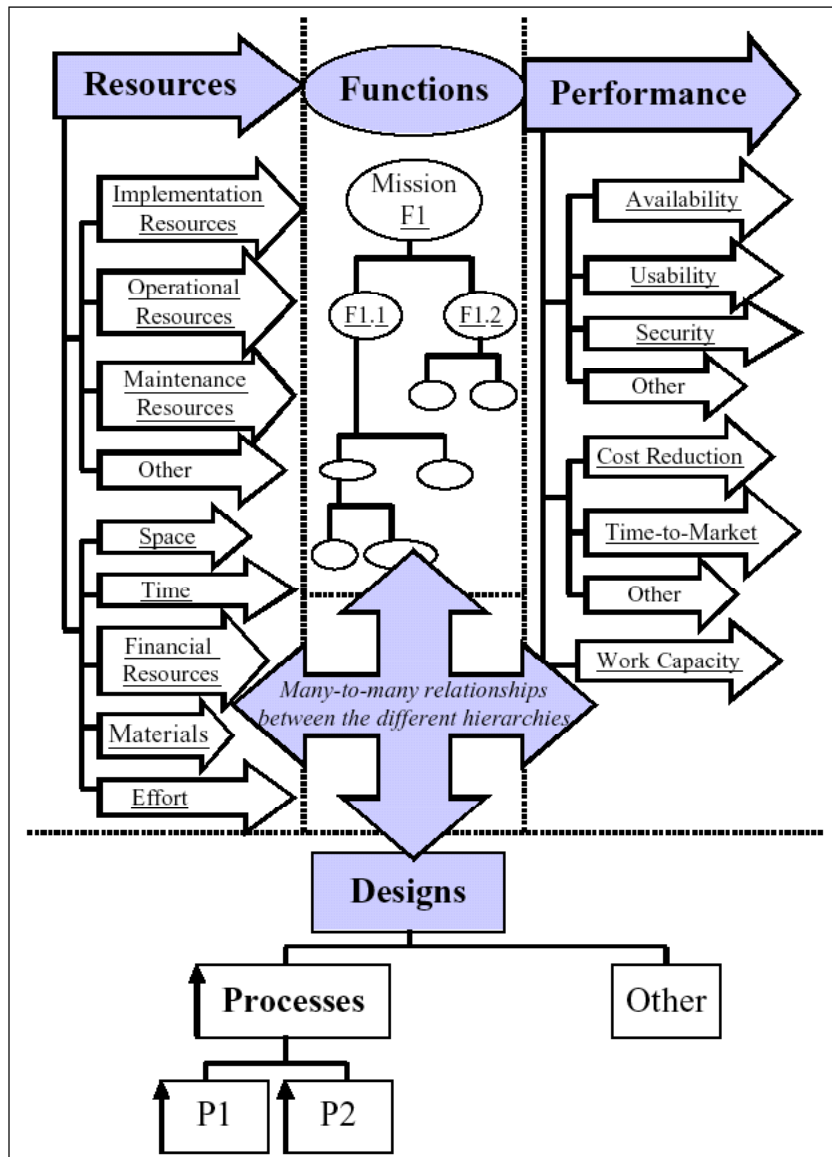 Resources
Functions
Performance
Implementation
Resources
Operational
Resources
Maintenance
Resources
Other
Space
Time
Financial
Resources
Materials
Effort
Mission
F1
F1.1
F1.2
Availability
Usability
Security
Other
Cost Reduction
Time-to-Market
Other
Work Capacity
Many-to-many relationships
between the different hierarchies
Designs
Processes
Other
P1
P2